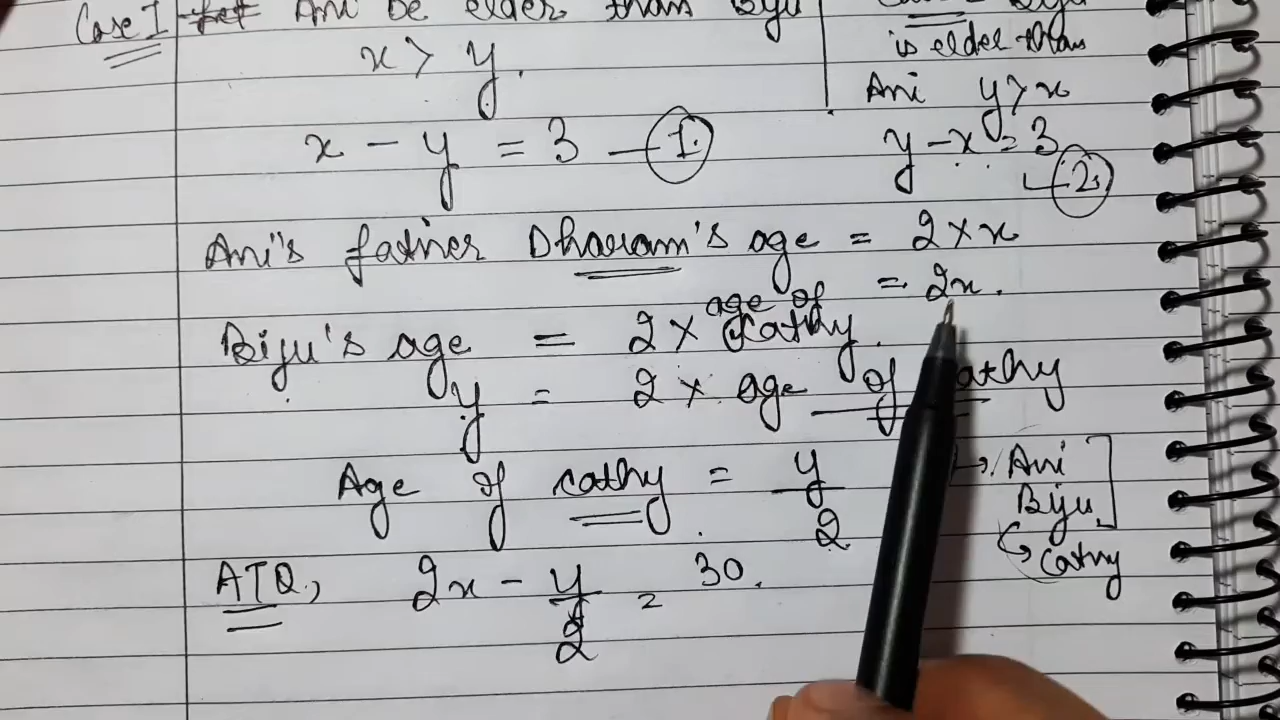 Case I Let Ani be elder than Biju
x > y.
x - y = 3 — 1.
Biju
is elder than
Ani y > x
y - x = 3
2.
Ani's father Dharam's age = 2 × x
= 2x.
Biju's age = 2 × age of Cathy.
y = 2 × age of Cathy
Age of cathy = y/2
→ Ani
Biju
Cathy
ATQ, 2x - y/2 = 30.